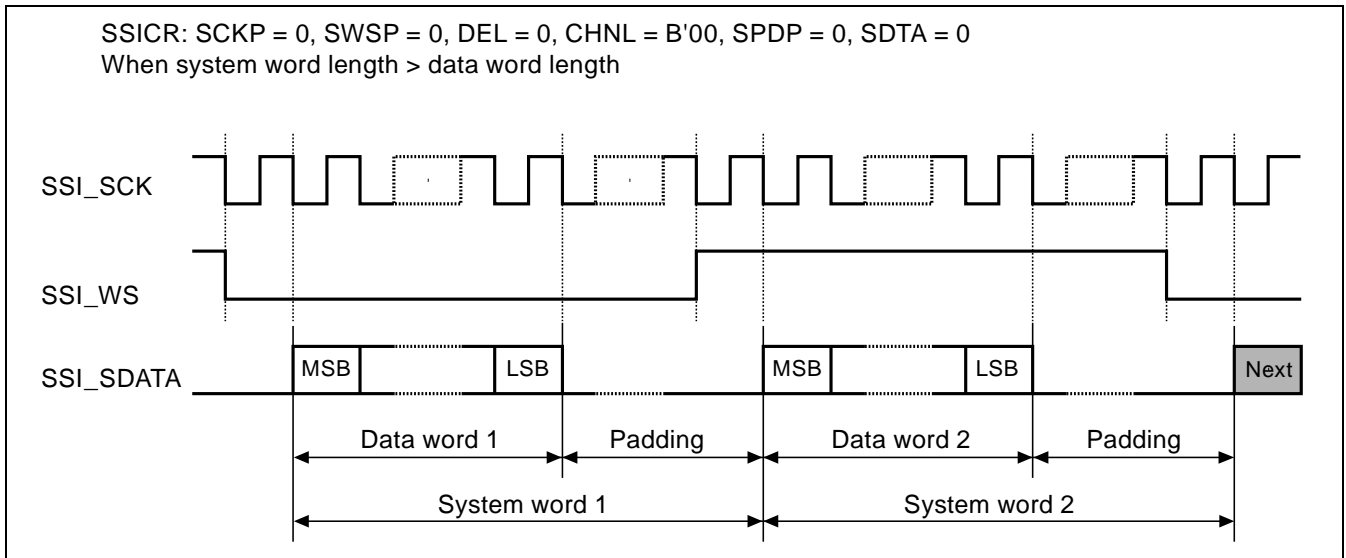 SSICR: SCKP = 0, SWSP = 0, DEL = 0, CHNL = B'00, SPDP = 0, SDTA = 0
When system word length > data word length
SSI_SCK
SSI_WS
SSI_SDATA
MSB
LSB
MSB
LSB
Next
Data word 1
Padding
Data word 2
Padding
System word 1
System word 2